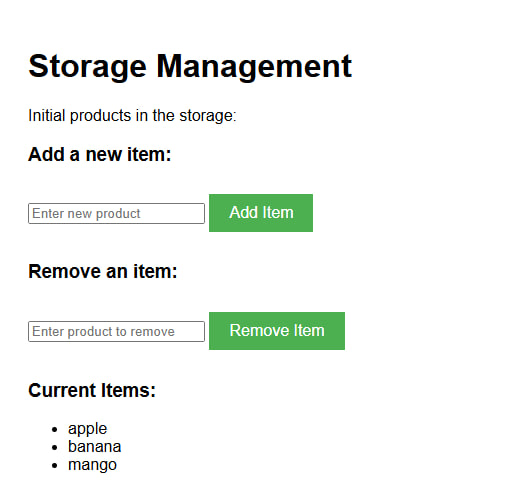 Storage Management
Initial products in the storage:
Add a new item:
Enter new product Add Item
Remove an item:
Enter product to remove Remove Item
Current Items:
apple
banana
mango